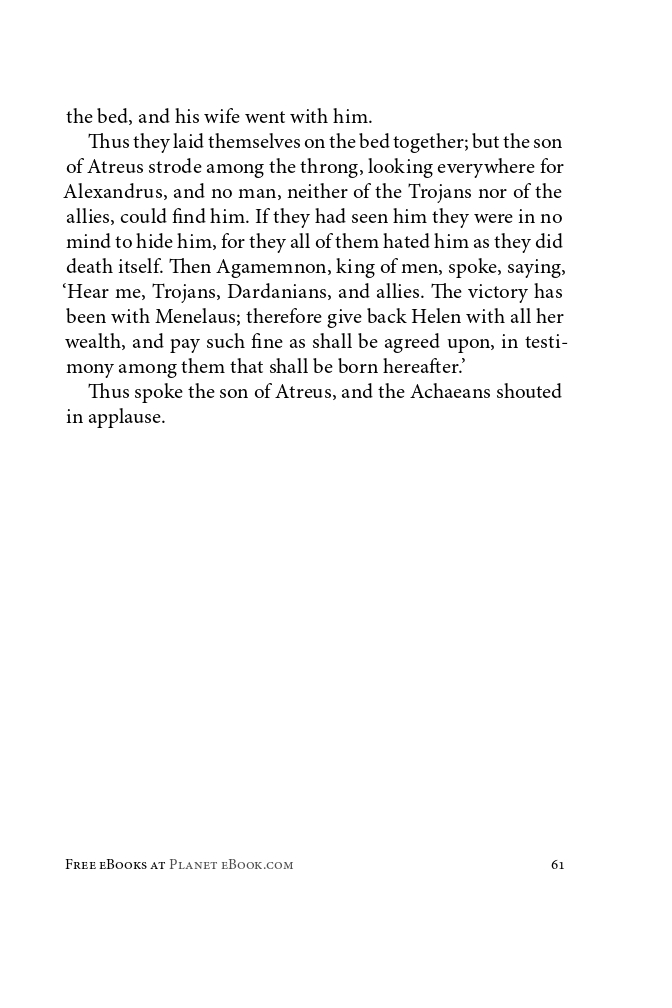 the bed, and his wife went with him.
Thus they laid themselves on the bed together; but the son
of Atreus strode among the throng, looking everywhere for
Alexandrus, and no man, neither of the Trojans nor of the
allies, could find him. If they had seen him they were in no
mind to hide him, for they all of them hated him as they did
death itself. Then Agamemnon, king of men, spoke, saying,
‘Hear me, Trojans, Dardanians, and allies. The victory has
been with Menelaus; therefore give back Helen with all her
wealth, and pay such fine as shall be agreed upon, in testi-
mony among them that shall be born hereafter.’
Thus spoke the son of Atreus, and the Achaeans shouted
in applause.
Free eBooks at Planet eBook.com 61